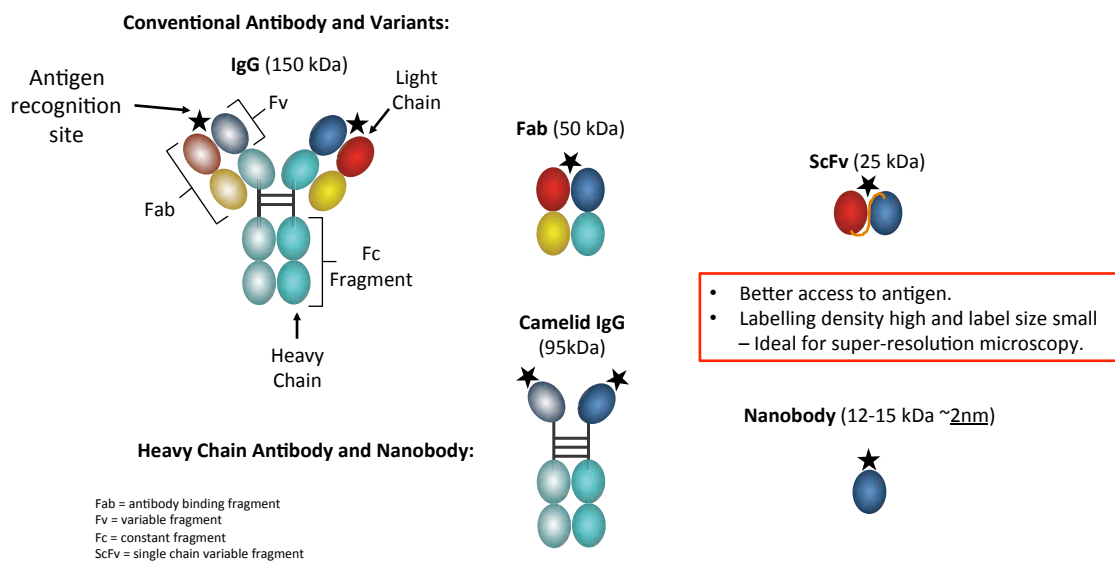 Conventional Antibody and Variants:
IgG (150 kDa)
Antigen
recognition
site
Fv
Light
Chain
Fab
Fc
Fragment
Heavy
Chain
Fab (50 kDa)
ScFv (25 kDa)
• Better access to antigen.
• Labelling density high and label size small
– Ideal for super-resolution microscopy.
Camelid IgG
(95kDa)
Nanobody (12-15 kDa ~2nm)
Heavy Chain Antibody and Nanobody:
Fab = antibody binding fragment
Fv = variable fragment
Fc = constant fragment
ScFv = single chain variable fragment